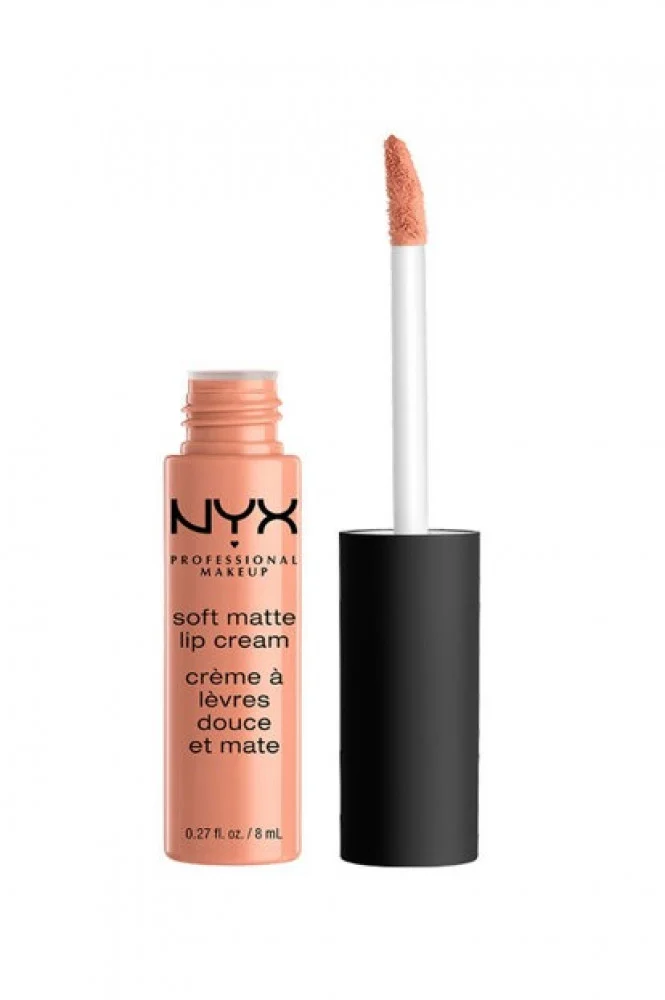 NYX
PROFESSIONAL
MAKEUP
soft matte
lip cream
crème à
lèvres
douce
et mate
0.27 fl. oz. / 8 mL